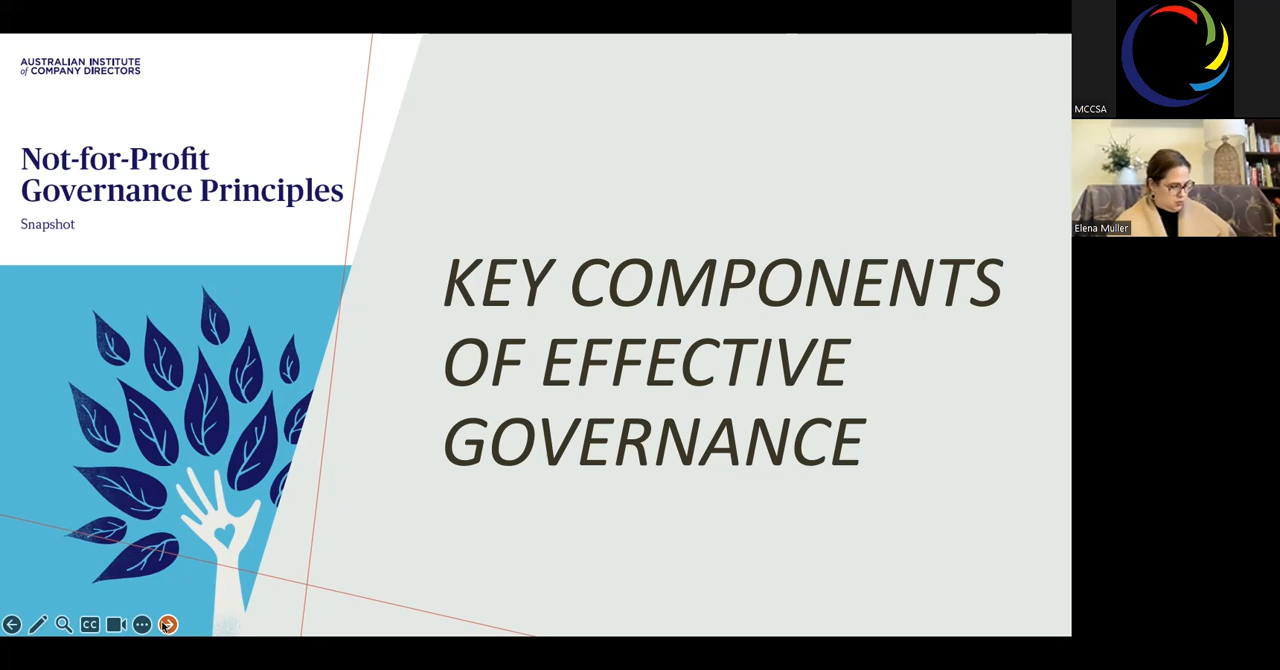 AUSTRALIAN INSTITUTE
of COMPANY DIRECTORS
Not-for-Profit
Governance Principles
Snapshot
KEY COMPONENTS
OF EFFECTIVE
GOVERNANCE
CC
MCCSA
Elena Muller